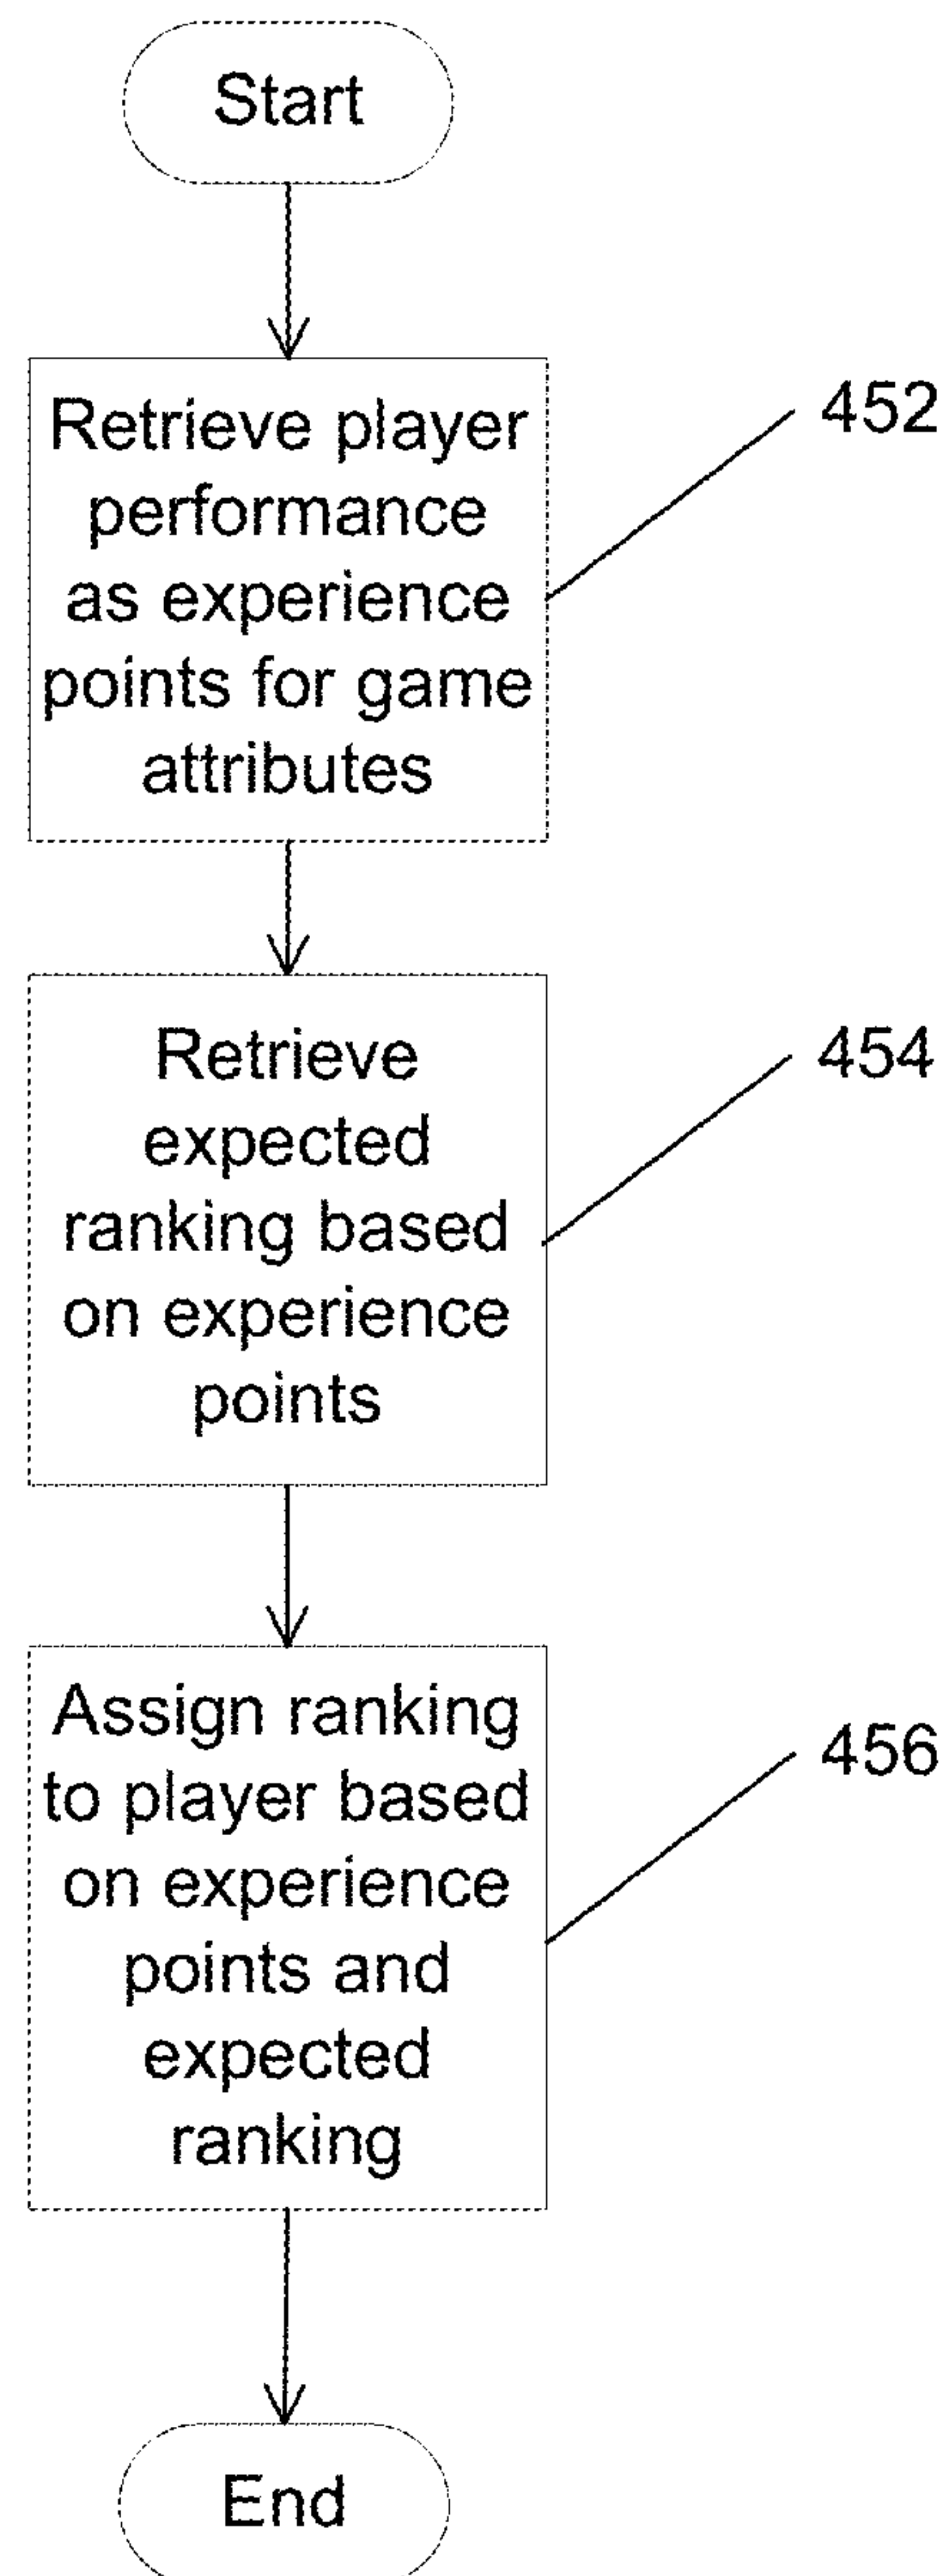 Start
Retrieve player
performance
as experience
points for game
attributes
452
Retrieve
expected
ranking based
on experience
points
454
Assign ranking
to player based
on experience
points and
expected
ranking
456
End